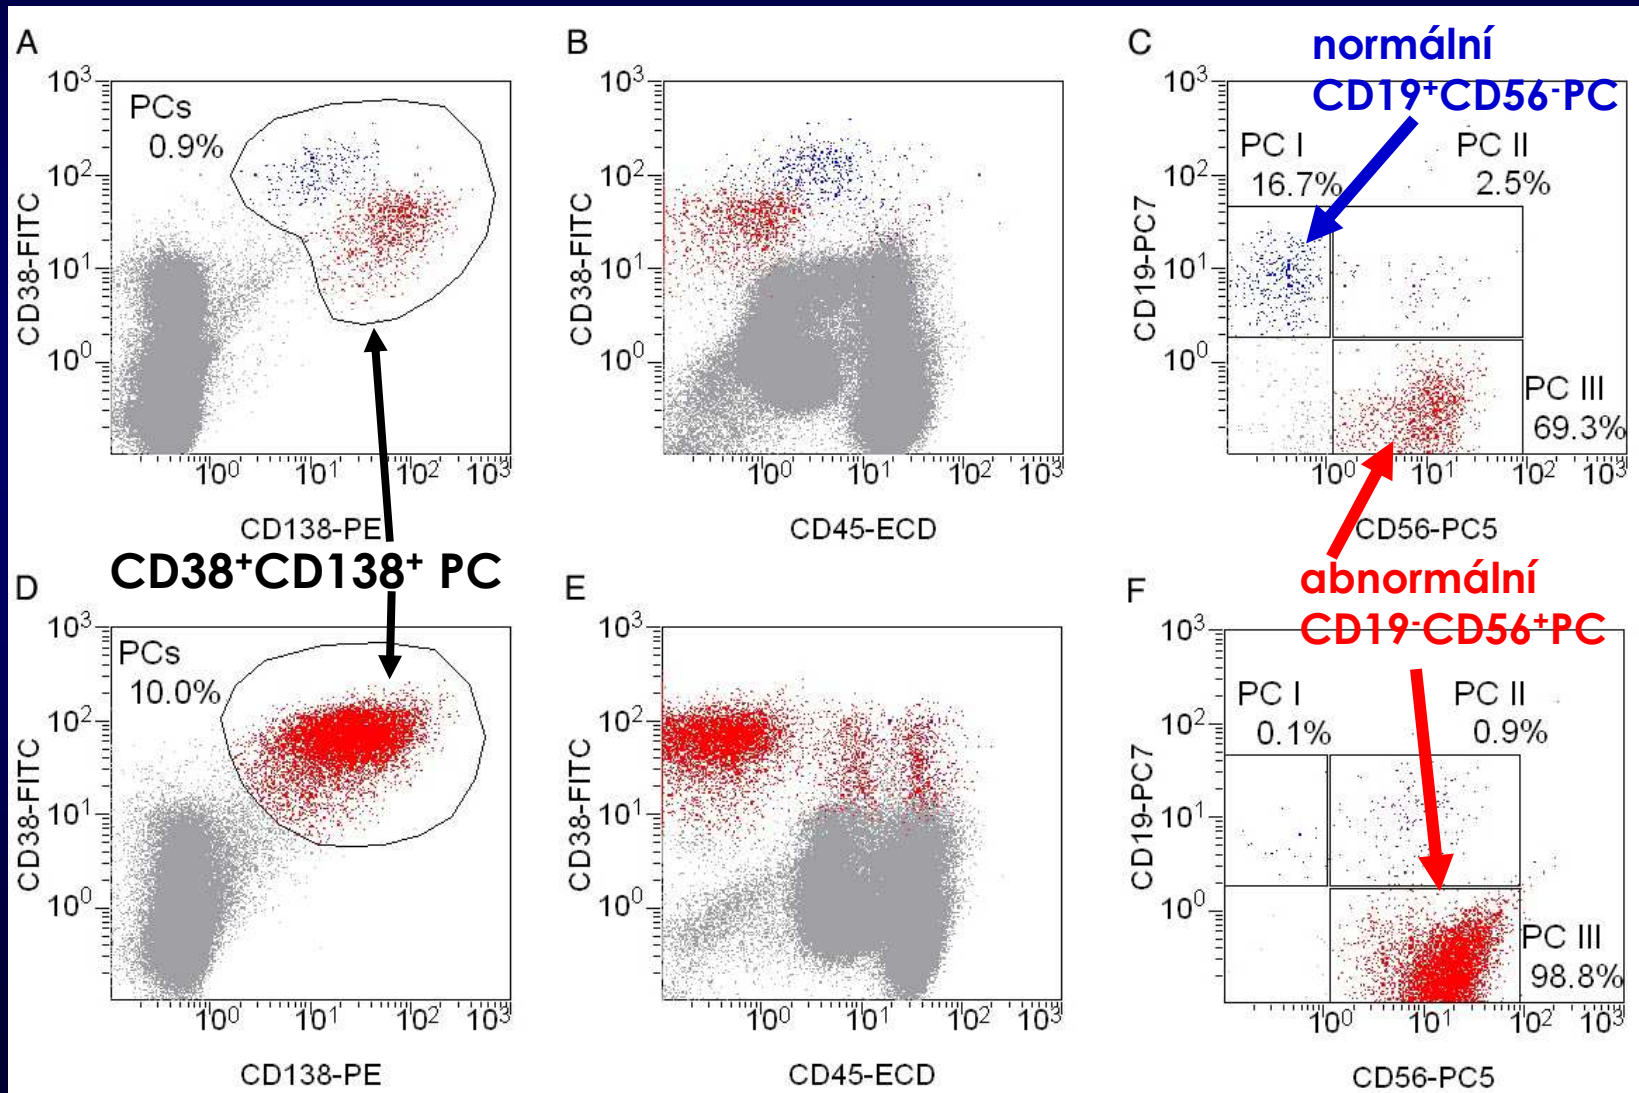 A
10³
10²
10¹
10⁰
CD38-FITC
PCs
0.9%
10⁰ 10¹ 10² 10³
CD138-PE
B
10³
10²
10¹
10⁰
CD38-FITC
10⁰ 10¹ 10² 10³
CD45-ECD
C
normální
CD19⁺CD56⁻PC
10³
10²
10¹
10⁰
CD19-PC7
PC I
16.7%
PC II
2.5%
PC III
69.3%
10⁰ 10¹ 10² 10³
CD56-PC5
CD38⁺CD138⁺ PC
abnormální
CD19⁻CD56⁺PC
D
10³
10²
10¹
10⁰
CD38-FITC
PCs
10.0%
10⁰ 10¹ 10² 10³
CD138-PE
E
10³
10²
10¹
10⁰
CD38-FITC
10⁰ 10¹ 10² 10³
CD45-ECD
F
10³
10²
10¹
10⁰
CD19-PC7
PC I
0.1%
PC II
0.9%
PC III
98.8%
10⁰ 10¹ 10² 10³
CD56-PC5